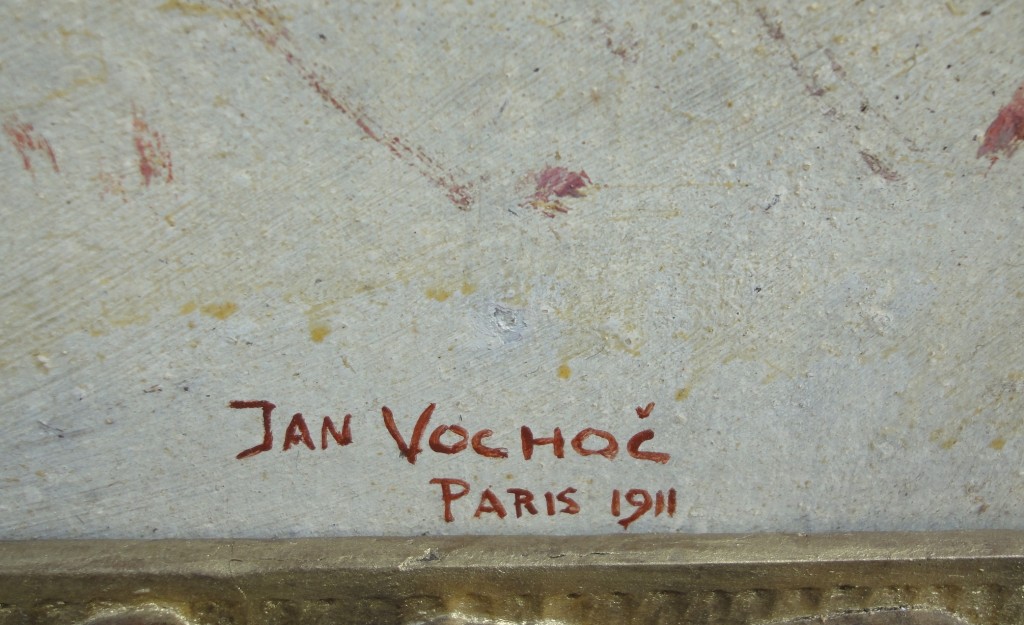 JAN VOCHOČ
PARIS 1911